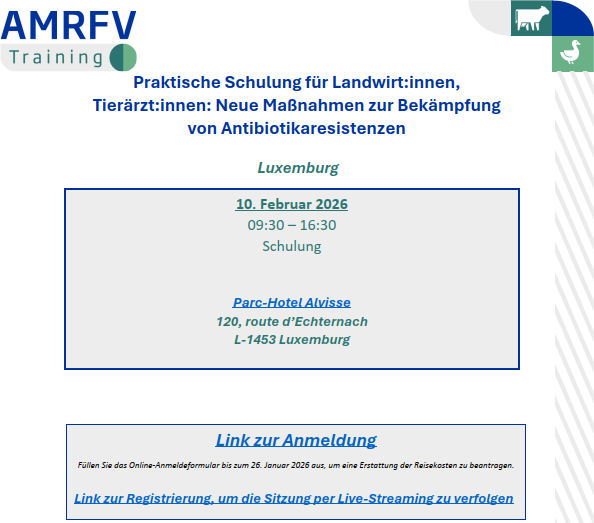 AMRFV
Training
Praktische Schulung für Landwirt:innen,
Tierärzt:innen: Neue Maßnahmen zur Bekämpfung
von Antibiotikaresistenzen
Luxemburg
10. Februar 2026
09:30 – 16:30
Schulung
Parc-Hotel Alvisse
120, route d’Echternach
L-1453 Luxemburg
Link zur Anmeldung
Füllen Sie das Online-Anmeldeformular bis zum 26. Januar 2026 aus, um eine Erstattung der Reisekosten zu beantragen.
Link zur Registrierung, um die Sitzung per Live-Streaming zu verfolgen